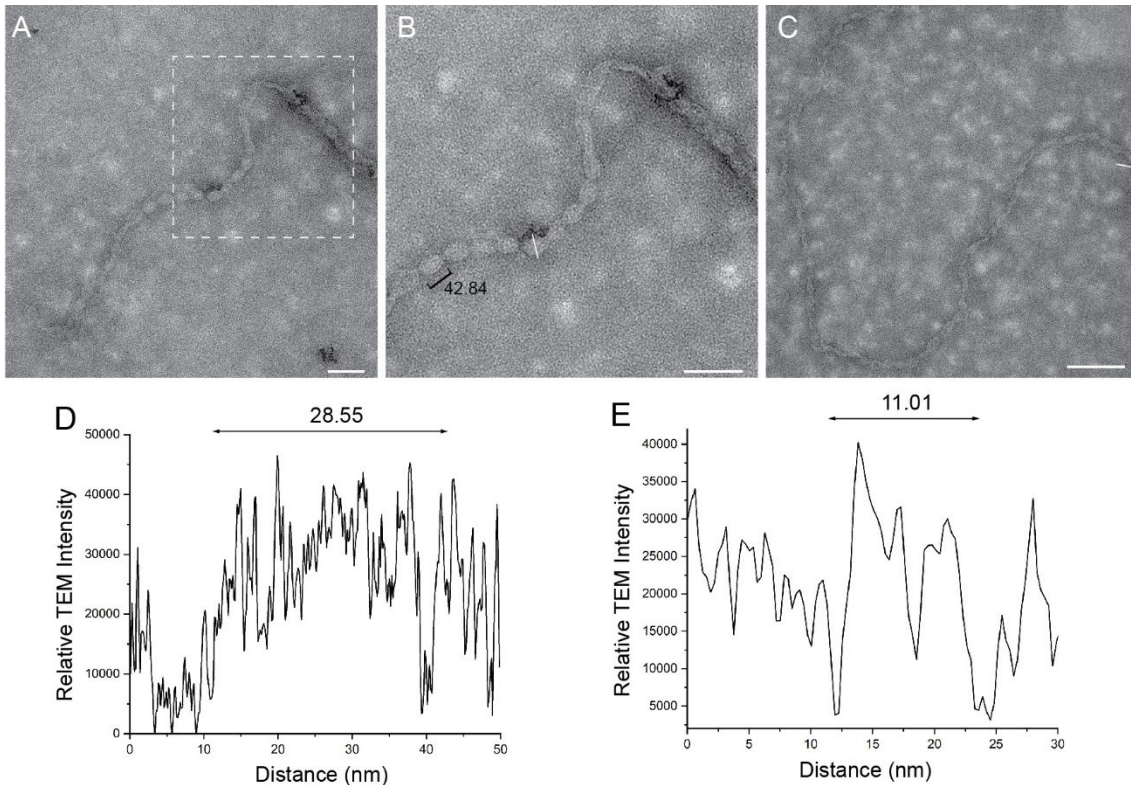 A
B
C
42.84
D
28.55
50000
40000
30000
20000
10000
0
Relative TEM Intensity
0 10 20 30 40 50
Distance (nm)
E
11.01
40000
35000
30000
25000
20000
15000
10000
5000
Relative TEM Intensity
0 5 10 15 20 25 30
Distance (nm)